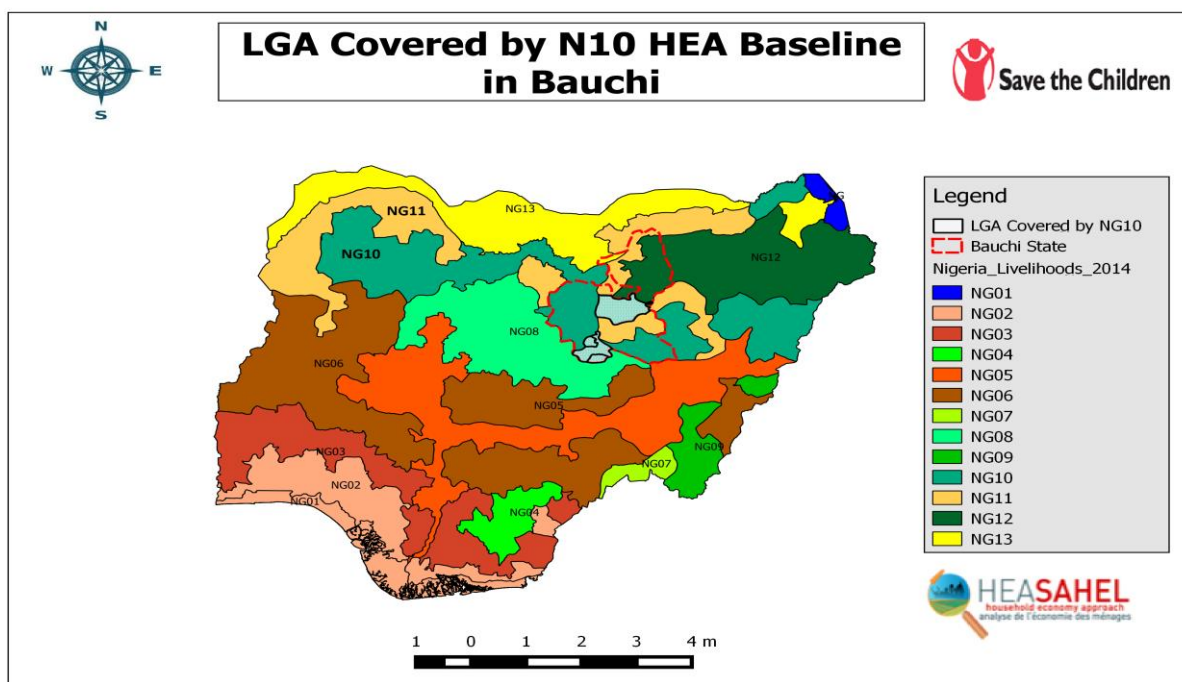 N
W E
S
LGA Covered by N10 HEA Baseline
in Bauchi
Save the Children
NG
NG11
NG13
NG10
NG12
NG08
NG06
NG05
NG03
NG09
NG07
NG02
NG01
NG04
Legend
LGA Covered by NG10
Bauchi State
Nigeria_Livelihoods_2014
NG01
NG02
NG03
NG04
NG05
NG06
NG07
NG08
NG09
NG10
NG11
NG12
NG13
HEASAHEL
household economy approach
analyse de l'économie des ménages
1 0 1 2 3 4 m